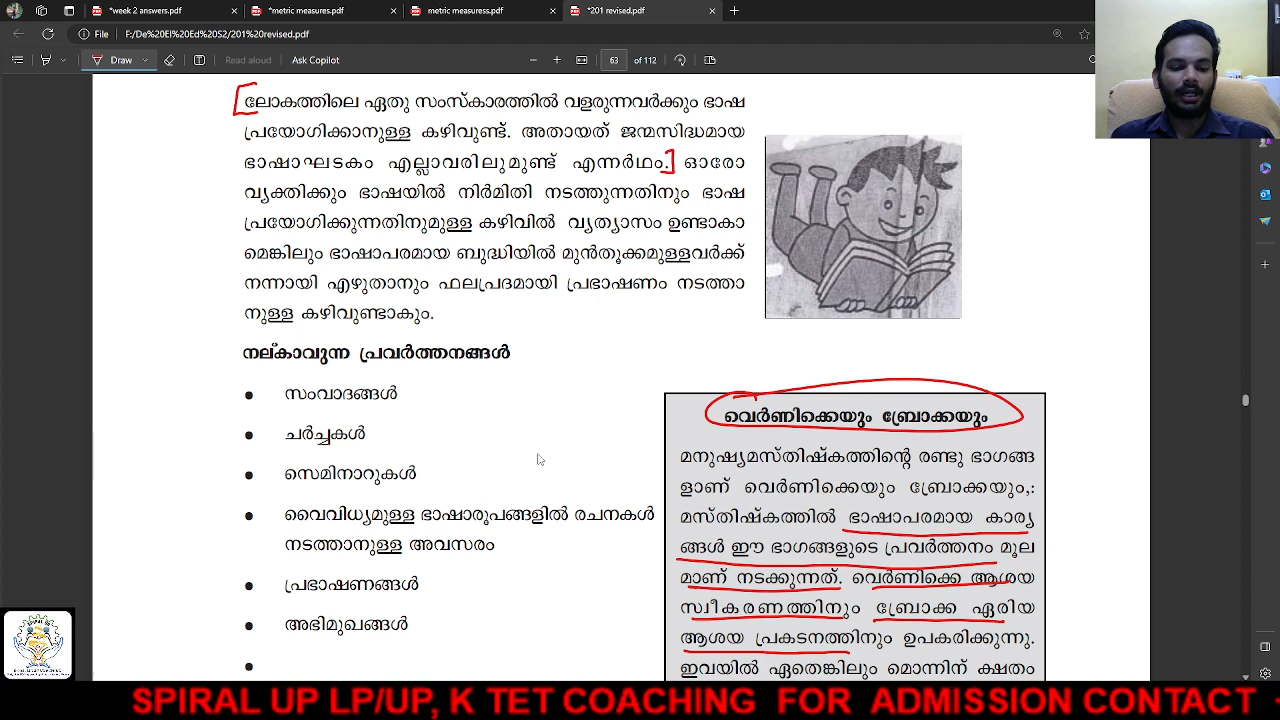 *week 2 answers.pdf
*metric measures.pdf
metric measuress.pdf
*201 revised.pdf
File
F:/De%20El%20Ed%20S2/201%20revised.pdf
Draw
Read aloud
Ask Copilot
63
of 112
ലോകത്തിലെ ഏതു സംസ്കാരത്തിൽ വളരുന്നവർക്കും ഭാഷ
പ്രയോഗിക്കാനുള്ള കഴിവുണ്ട്. അതായത് ജന്മസിദ്ധമായ
ഭാഷാഘടകം എല്ലാവരിലുമുണ്ട് എന്നർഥം. ഓരോ
വ്യക്തിക്കും ഭാഷയിൽ നിർമിതി നടത്തുന്നതിനും ഭാഷ
പ്രയോഗിക്കുന്നതിനുമുള്ള കഴിവിൽ വ്യത്യാസം ഉണ്ടാകാ
മെങ്കിലും ഭാഷാപരമായ ബുദ്ധിയിൽ മുൻതൂക്കമുള്ളവർക്ക്
നന്നായി എഴുതാനും ഫലപ്രദമായി പ്രഭാഷണം നടത്താ
നുള്ള കഴിവുണ്ടാകും.
നല്കാവുന്ന പ്രവർത്തനങ്ങൾ
• സംവാദങ്ങൾ
• ചർച്ചകൾ
• സെമിനാറുകൾ
• വൈവിധ്യമുള്ള ഭാഷാരൂപങ്ങളിൽ രചനകൾ
നടത്താനുള്ള അവസരം
• പ്രഭാഷണങ്ങൾ
• അഭിമുഖങ്ങൾ
•
വെർണിക്കെയും ബ്രോക്കയും
മനുഷ്യമസ്തിഷ്കത്തിന്റെ രണ്ടു ഭാഗങ്ങ
ളാണ് വെർണിക്കെയും ബ്രോക്കയും,:
മസ്തിഷ്കത്തിൽ ഭാഷാപരമായ കാര്യ
ങ്ങൾ ഈ ഭാഗങ്ങളുടെ പ്രവർത്തനം മൂല
മാണ് നടക്കുന്നത്. വെർണിക്കെ ആശയ
സ്വീകരണത്തിനും ബ്രോക്ക ഏരിയ
ആശയ പ്രകടനത്തിനും ഉപകരിക്കുന്നു.
ഇവയിൽ ഏതെങ്കിലും മൊന്നിന് ക്ഷതം
SPIRAL UP LP/UP, K TET COACHING FOR ADMISSION CONTACT